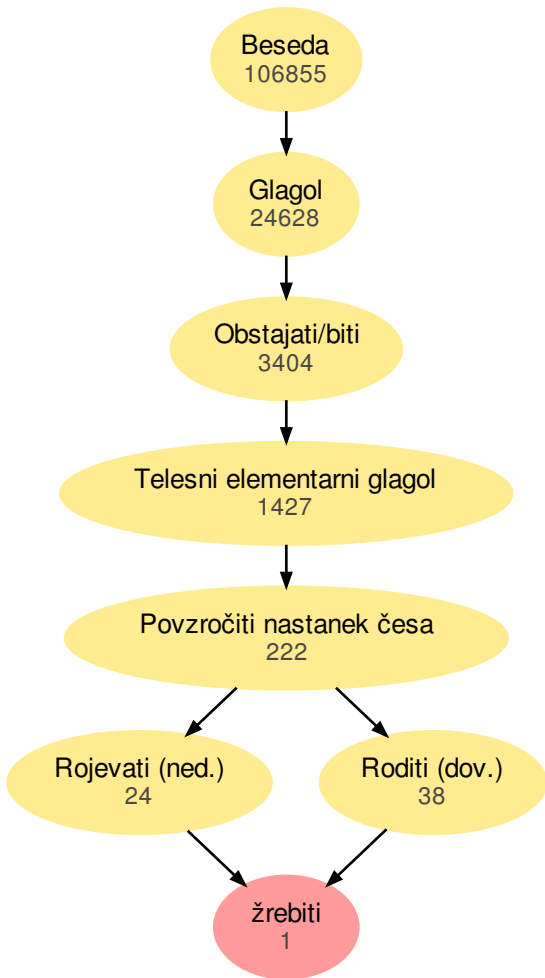 Beseda
106855
Glagol
24628
Obstajati/biti
3404
Telesni elementarni glagol
1427
Povzročiti nastanek česa
222
Rojevati (ned.)
24
Roditi (dov.)
38
žrebiti
1